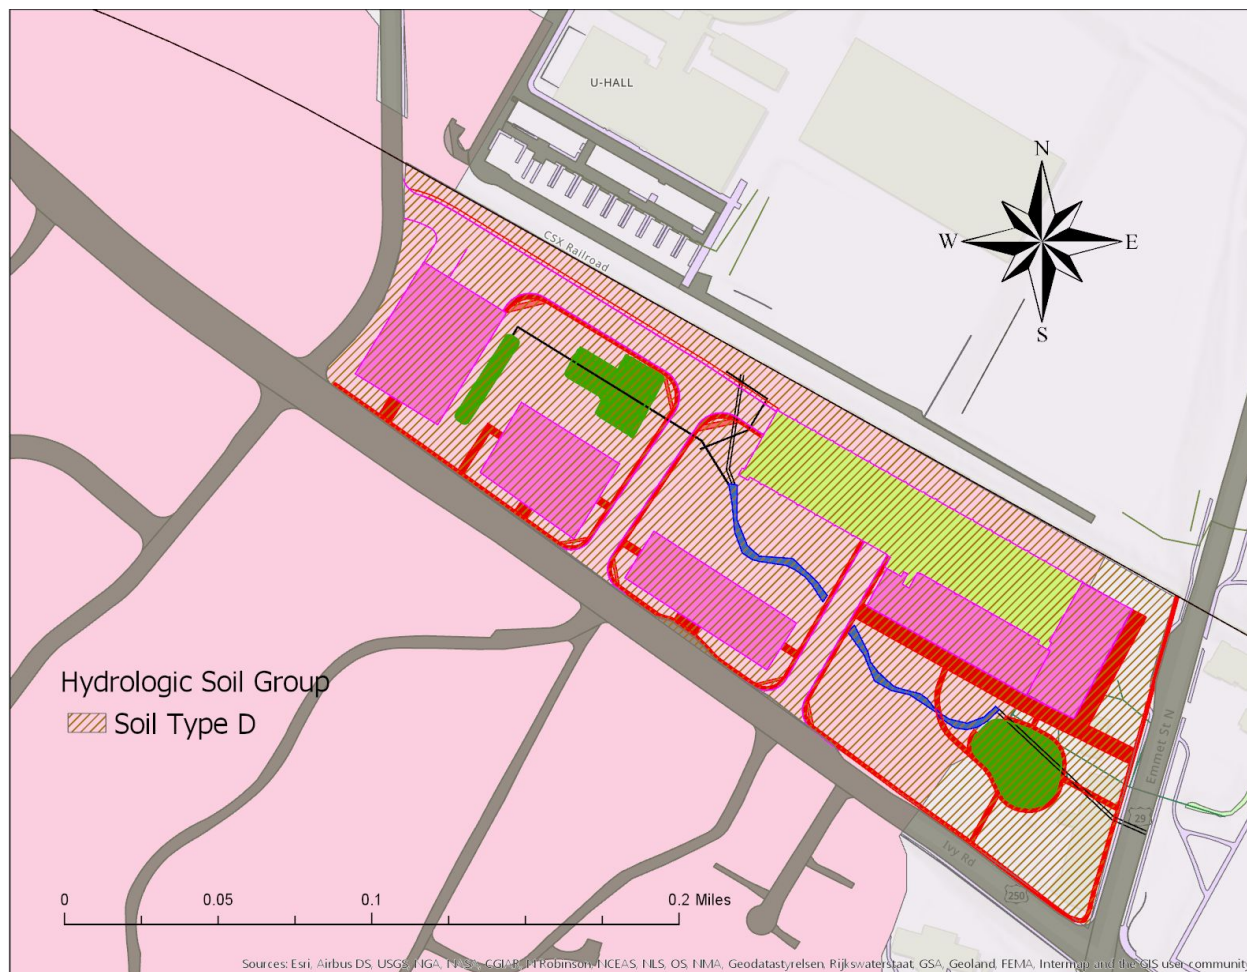 U-HALL
N
CSX Railroad
W E
S
Hydrologic Soil Group
Soil Type D
Emmet St N
29
Ivy Rd
250
0 0.05 0.1 0.2 Miles
Sources: Esri, Airbus DS, USGS, NGA, NASA, CGIAR, N Robinson, NCEAS, NLS, OS, NMA, Geodatastyrelsen, Rijkswaterstaat, GSA, Geoland, FEMA, Intermap and the GIS user community